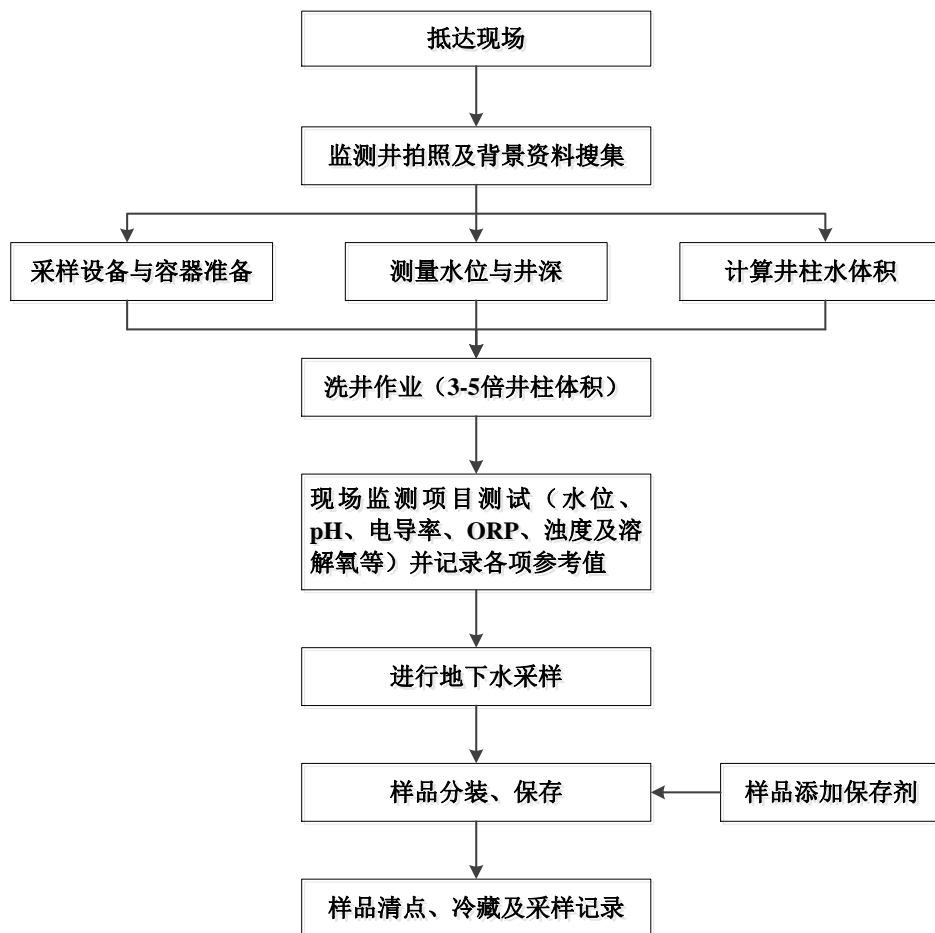 抵达现场
监测井拍照及背景资料搜集
采样设备与容器准备
测量水位与井深
计算井柱水体积
洗井作业（3-5倍井柱体积）
现场监测项目测试（水位、
pH、电导率、ORP、浊度及溶
解氧等）并记录各项参考值
进行地下水采样
样品分装、保存
样品添加保存剂
样品清点、冷藏及采样记录